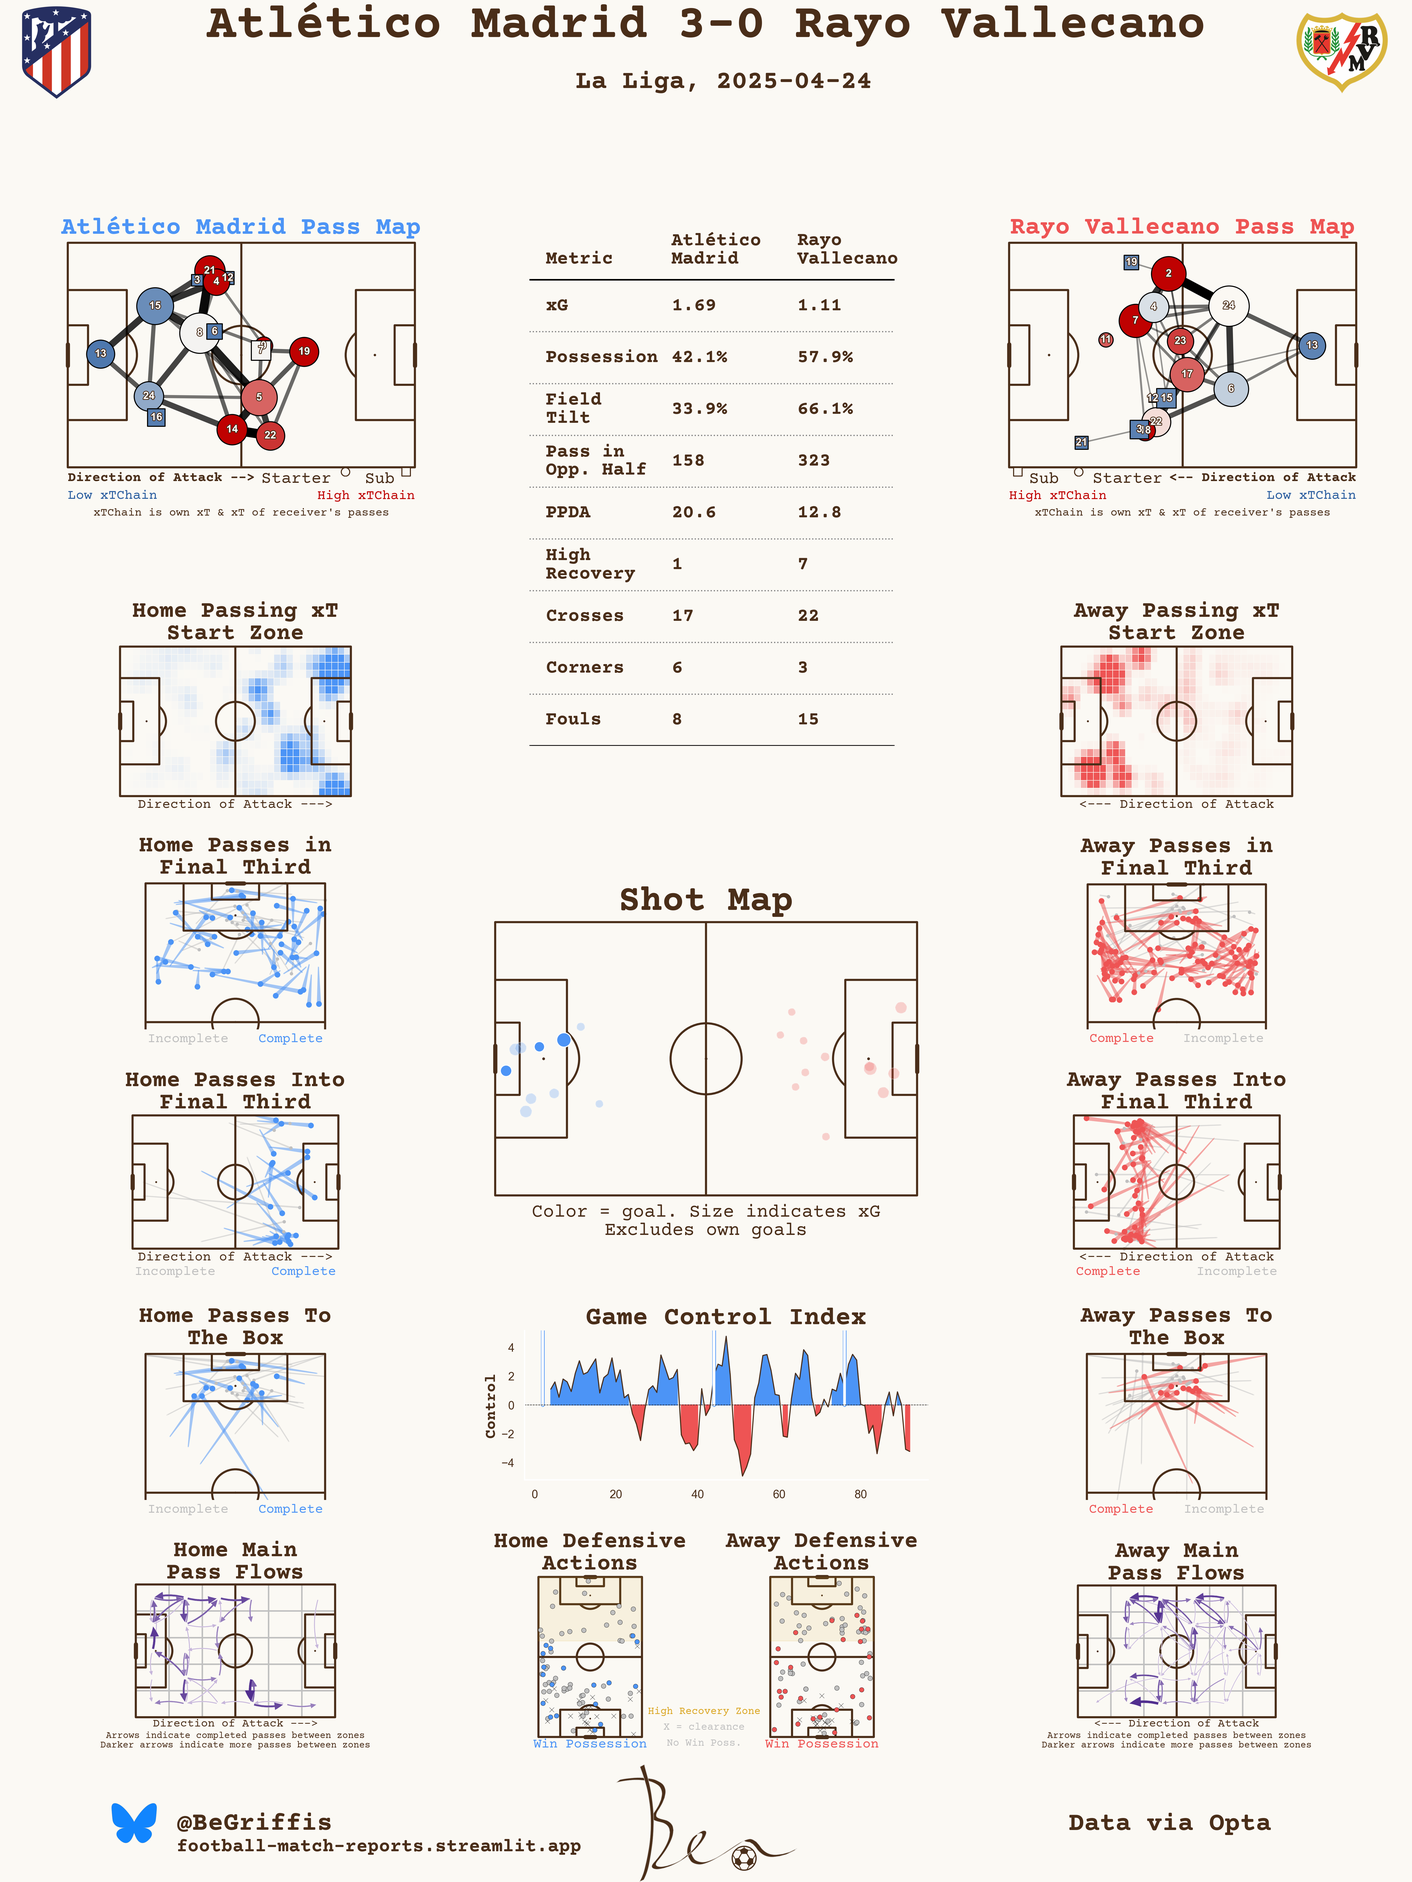 Atlético Madrid 3-0 Rayo Vallecano
La Liga, 2025-04-24
Atlético Madrid Pass Map
21
3
4
12
15
8
6
7
19
13
24
5
16
14
22
Direction of Attack --> Starter Sub
Low xTChain High xTChain
xTChain is own xT & xT of receiver's passes
Metric Atlético Madrid Rayo Vallecano
xG 1.69 1.11
Possession 42.1% 57.9%
Field Tilt 33.9% 66.1%
Pass in Opp. Half 158 323
PPDA 20.6 12.8
High Recovery 1 7
Crosses 17 22
Corners 6 3
Fouls 8 15
Rayo Vallecano Pass Map
19
2
4
24
7
11
23
13
17
6
12
15
22
3
8
21
Sub Starter <-- Direction of Attack
High xTChain Low xTChain
xTChain is own xT & xT of receiver's passes
Home Passing xT
Start Zone
Direction of Attack --->
Away Passing xT
Start Zone
<--- Direction of Attack
Home Passes in
Final Third
Incomplete Complete
Away Passes in
Final Third
Complete Incomplete
Shot Map
Color = goal. Size indicates xG
Excludes own goals
Home Passes Into
Final Third
Direction of Attack --->
Incomplete Complete
Away Passes Into
Final Third
<--- Direction of Attack
Complete Incomplete
Home Passes To
The Box
Incomplete Complete
Game Control Index
Control
4
2
0
−2
−4
0 20 40 60 80
Away Passes To
The Box
Complete Incomplete
Home Main
Pass Flows
Direction of Attack --->
Arrows indicate completed passes between zones
Darker arrows indicate more passes between zones
Home Defensive
Actions
Win Possession
High Recovery Zone
X = clearance
No Win Poss.
Away Defensive
Actions
Win Possession
Away Main
Pass Flows
<--- Direction of Attack
Arrows indicate completed passes between zones
Darker arrows indicate more passes between zones
@BeGriffis
football-match-reports.streamlit.app
Ben
Data via Opta
RVM